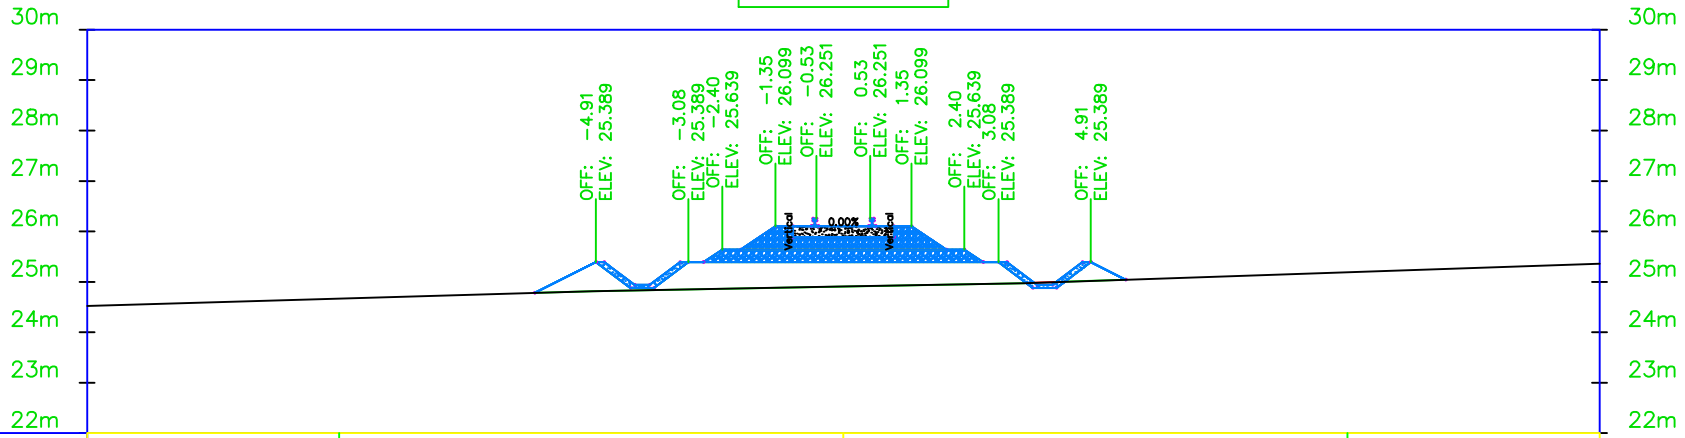 30m
30m
29m
29m
28m
28m
27m
27m
26m
26m
25m
25m
24m
24m
23m
23m
22m
22m
OFF: -4.91
ELEV: 25.389
OFF: -3.08
ELEV: 25.389
OFF: -2.40
ELEV: 25.639
OFF: -1.35
ELEV: 26.099
OFF: -0.53
ELEV: 26.251
OFF: 0.53
ELEV: 26.251
OFF: 1.35
ELEV: 26.099
OFF: 2.40
ELEV: 25.639
OFF: 3.08
ELEV: 25.389
OFF: 4.91
ELEV: 25.389
Vertical
0.00%
Vertical